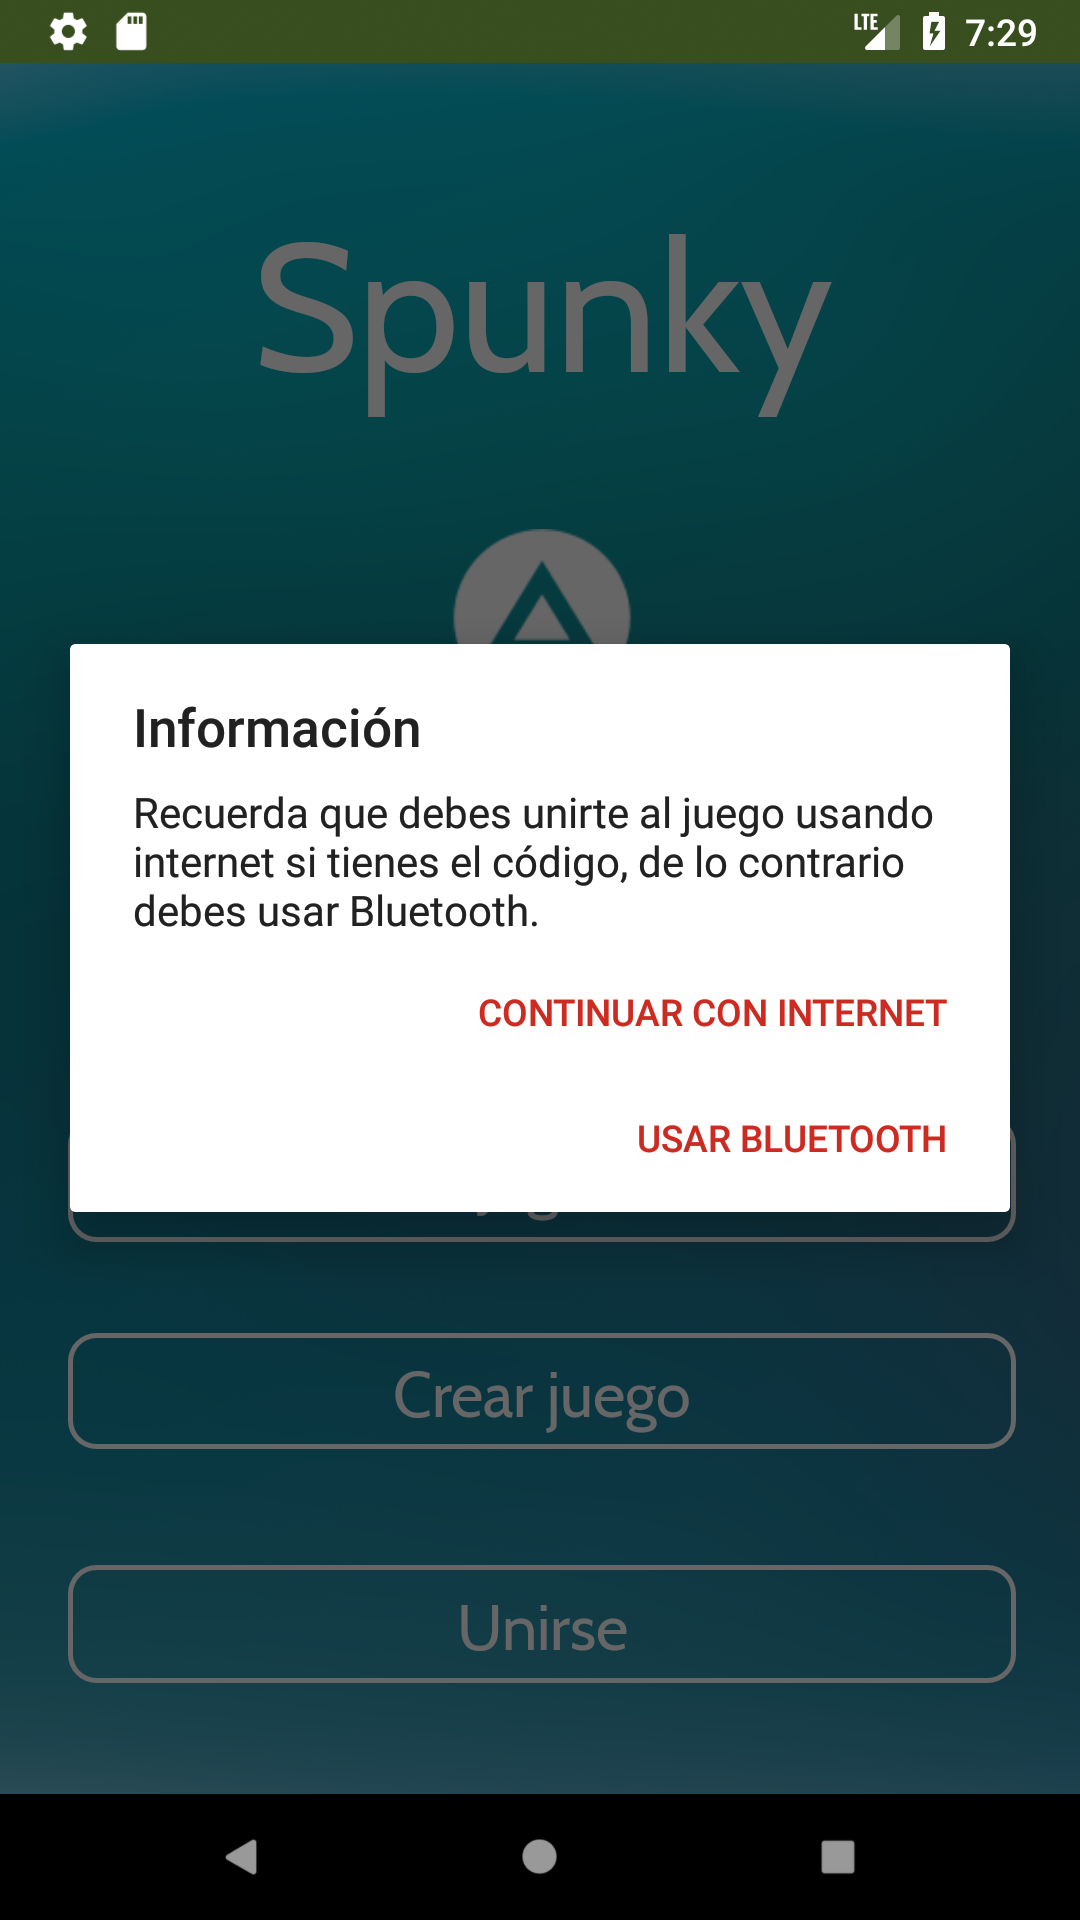 LTE 7:29
Spunky
Información
Recuerda que debes unirte al juego usando
internet si tienes el código, de lo contrario
debes usar Bluetooth.
CONTINUAR CON INTERNET
USAR BLUETOOTH
Crear juego
Unirse